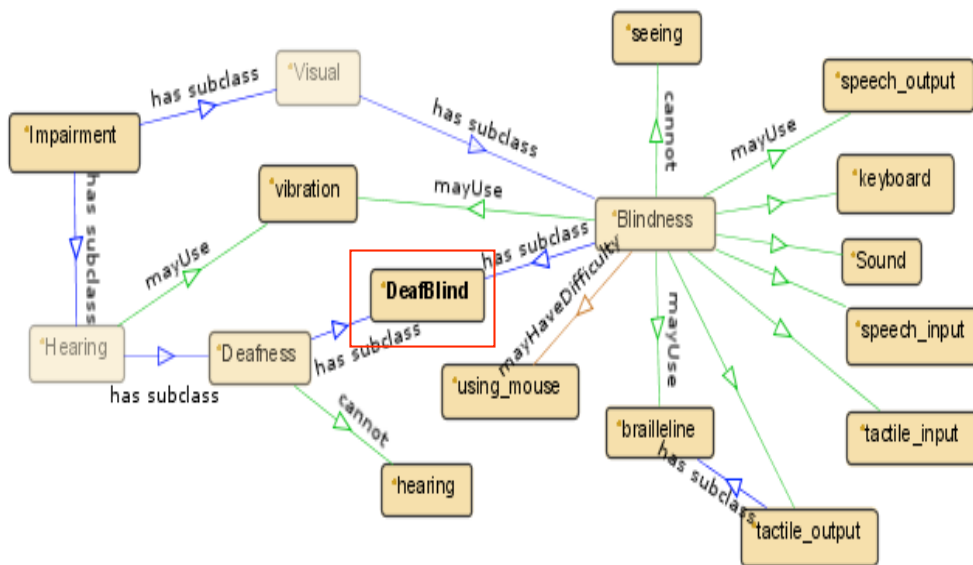 seeing
Visual
speech_output
has subclass
Impairment
has subclass
cannot
mayUse
has subclass
vibration
mayUse
keyboard
Blindness
mayUse
has subclass
DeafBlind
Sound
mayHaveDifficulty
mayUse
speech_input
Hearing
Deafness
has subclass
has subclass
using_mouse
cannot
brailleline
tactile_input
has subclass
hearing
tactile_output